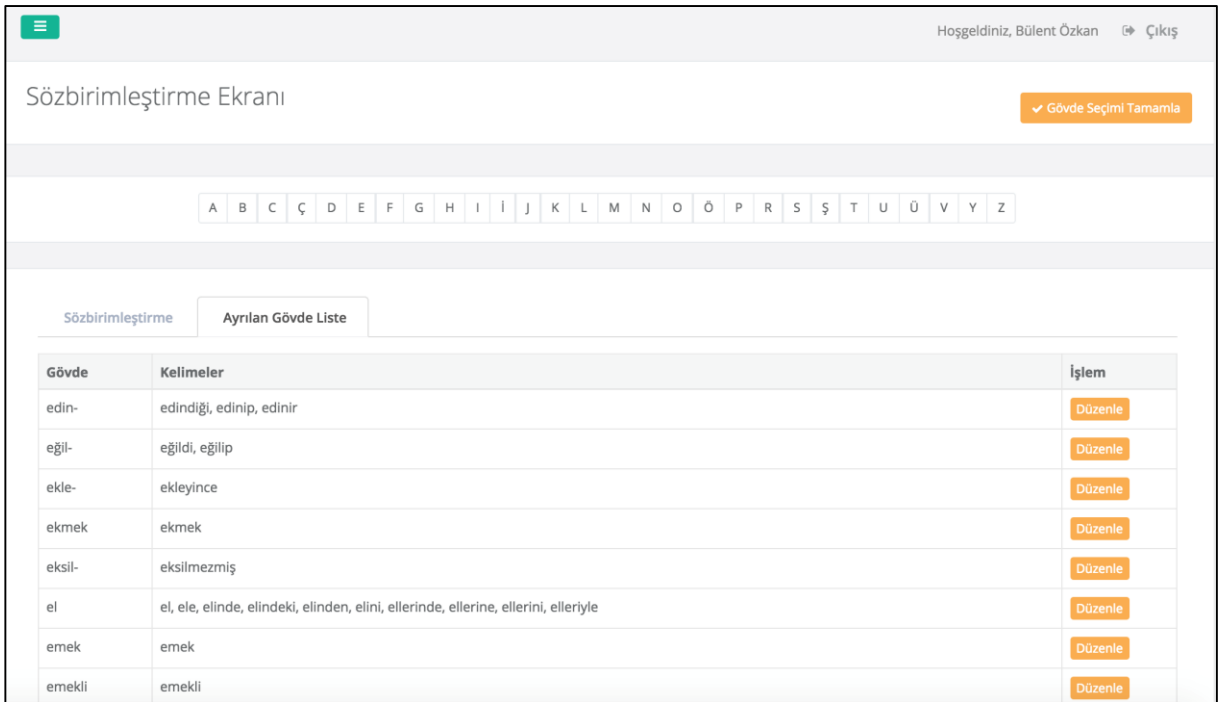 Hoşgeldiniz, Bülent Özkan Çıkış
Sözbirimleştirme Ekranı
Gövde Seçimi Tamamla
A B C Ç D E F G H I İ J K L M N O Ö P R S Ş T U Ü V Y Z
Sözbirimleştirme Ayrılan Gövde Liste
Gövde Kelimeler İşlem
edin- edindiği, edinip, edinir Düzenle
eğil- eğildi, eğilip Düzenle
ekle- ekleyince Düzenle
ekmek ekmek Düzenle
eksil- eksilmezmiş Düzenle
el el, ele, elinde, elindeki, elinden, elini, ellerinde, ellerine, ellerini, elleriyle Düzenle
emek emek Düzenle
emekli emekli Düzenle